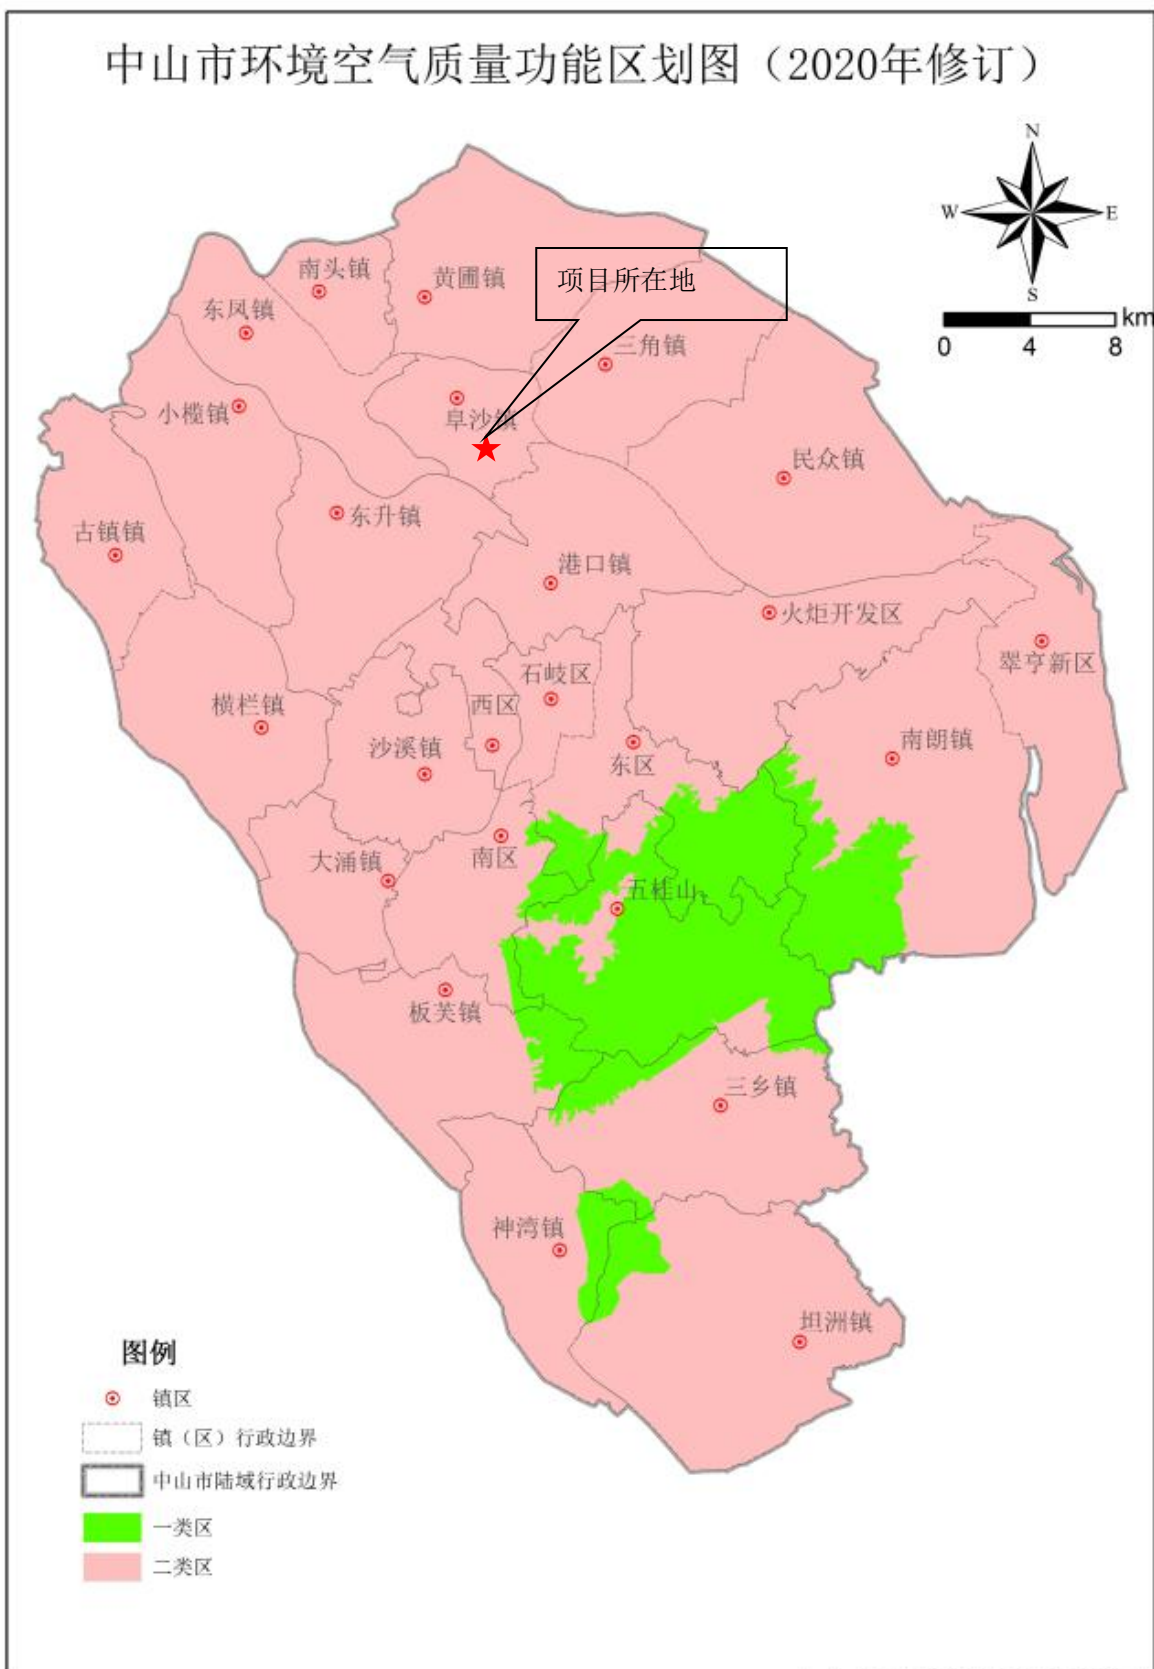 中山市环境空气质量功能区划图（2020年修订）
N
W
E
S
km
0 4 8
项目所在地
南头镇
黄圃镇
东凤镇
三角镇
小榄镇
阜沙镇
民众镇
东升镇
古镇镇
港口镇
火炬开发区
翠亨新区
石岐区
横栏镇
西区
沙溪镇
东区
南朗镇
南区
大涌镇
五桂山
板芙镇
三乡镇
神湾镇
坦洲镇
图例
镇区
镇（区）行政边界
中山市陆域行政边界
一类区
二类区